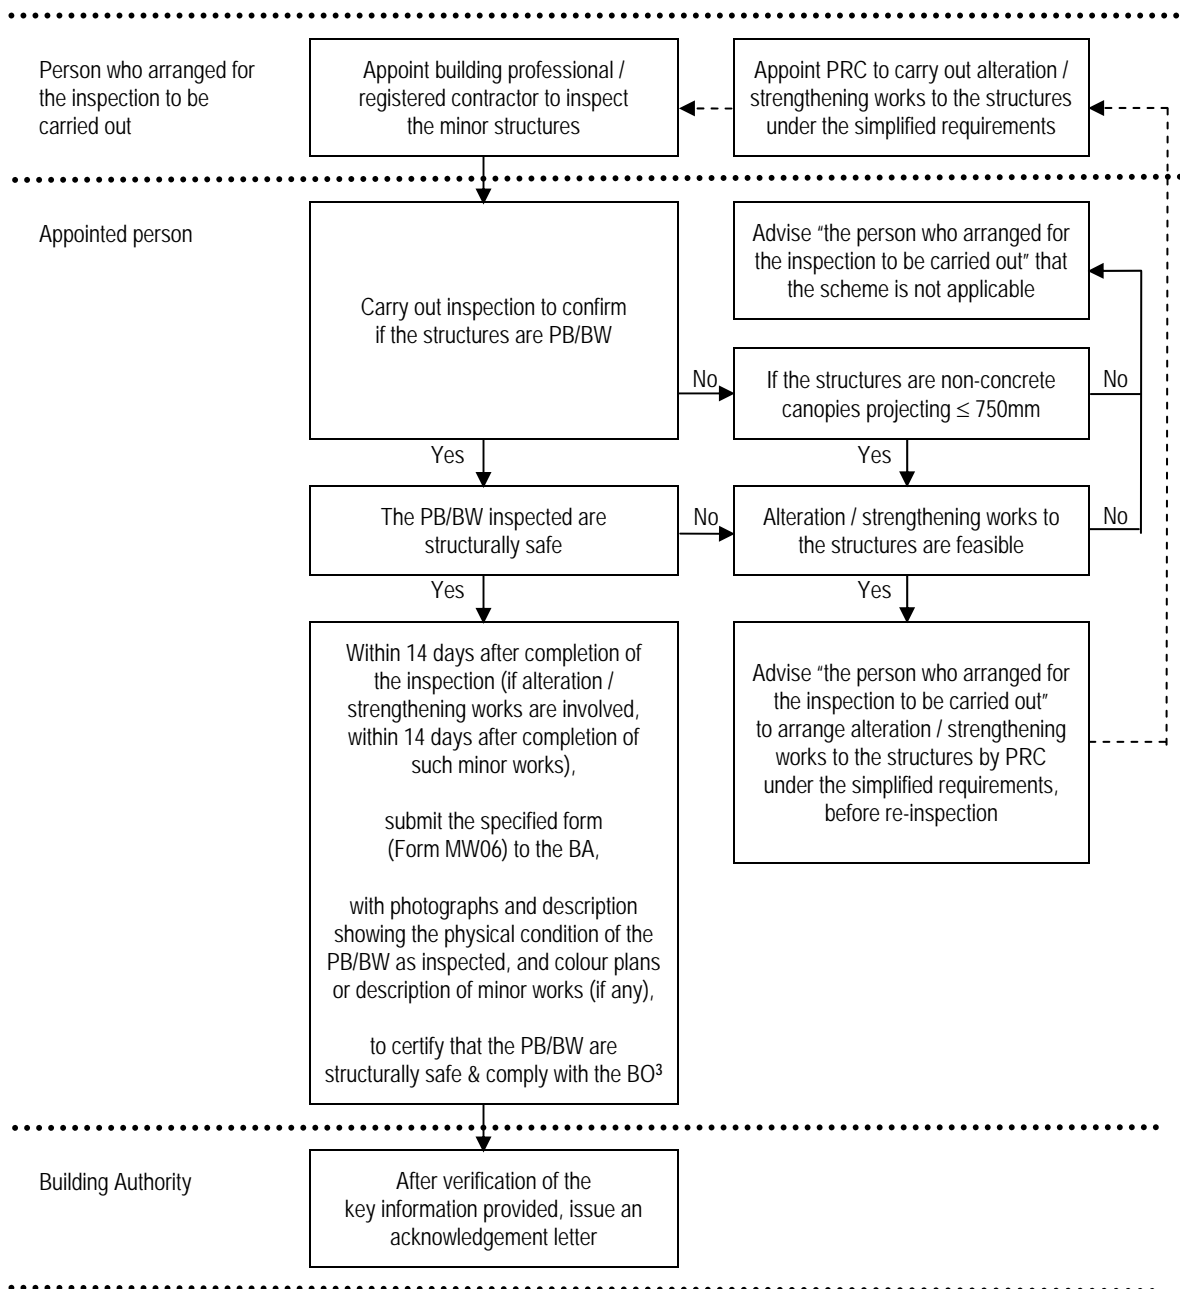 Person who arranged for
the inspection to be
carried out
Appoint building professional /
registered contractor to inspect
the minor structures
Appoint PRC to carry out alteration /
strengthening works to the structures
under the simplified requirements
Appointed person
Carry out inspection to confirm
if the structures are PB/BW
Advise “the person who arranged for
the inspection to be carried out” that
the scheme is not applicable
No
If the structures are non-concrete
canopies projecting ≤ 750mm
No
Yes
Yes
The PB/BW inspected are
structurally safe
No
Alteration / strengthening works to
the structures are feasible
No
Yes
Yes
Within 14 days after completion of
the inspection (if alteration /
strengthening works are involved,
within 14 days after completion of
such minor works),
submit the specified form
(Form MW06) to the BA,
with photographs and description
showing the physical condition of the
PB/BW as inspected, and colour plans
or description of minor works (if any),
to certify that the PB/BW are
structurally safe & comply with the BO³
Advise “the person who arranged for
the inspection to be carried out”
to arrange alteration / strengthening
works to the structures by PRC
under the simplified requirements,
before re-inspection
Building Authority
After verification of the
key information provided, issue an
acknowledgement letter